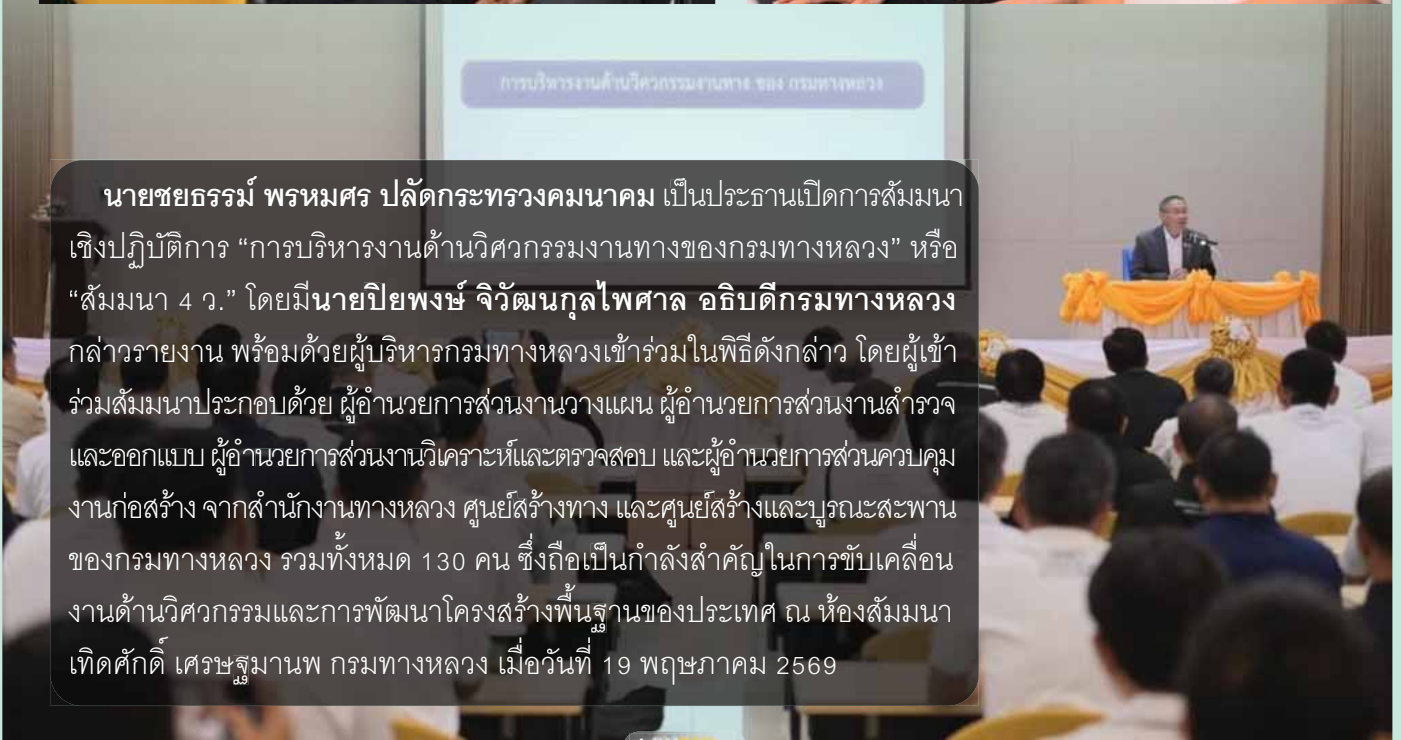 การบริหารงานด้านวิศวกรรมงานทาง ของ กรมทางหลวง
นายชยธรรม์ พรหมศร ปลัดกระทรวงคมนาคม เป็นประธานเปิดการสัมมนา
เชิงปฏิบัติการ “การบริหารงานด้านวิศวกรรมงานทางของกรมทางหลวง” หรือ
“สัมมนา 4 ว.” โดยมีนายปิยพงษ์ จิวัฒนกุลไพศาล อธิบดีกรมทางหลวง
กล่าวรายงาน พร้อมด้วยผู้บริหารกรมทางหลวงเข้าร่วมในพิธีดังกล่าว โดยผู้เข้า
ร่วมสัมมนาประกอบด้วย ผู้อำนวยการส่วนงานวางแผน ผู้อำนวยการส่วนงานสำรวจ
และออกแบบ ผู้อำนวยการส่วนงานวิเคราะห์และตรวจสอบ และผู้อำนวยการส่วนควบคุม
งานก่อสร้าง จากสำนักงานทางหลวง ศูนย์สร้างทาง และศูนย์สร้างและบูรณะสะพาน
ของกรมทางหลวง รวมทั้งหมด 130 คน ซึ่งถือเป็นกำลังสำคัญในการขับเคลื่อน
งานด้านวิศวกรรมและการพัฒนาโครงสร้างพื้นฐานของประเทศ ณ ห้องสัมมนา
เทิดศักดิ์ เศรษฐมานพ กรมทางหลวง เมื่อวันที่ 19 พฤษภาคม 2569